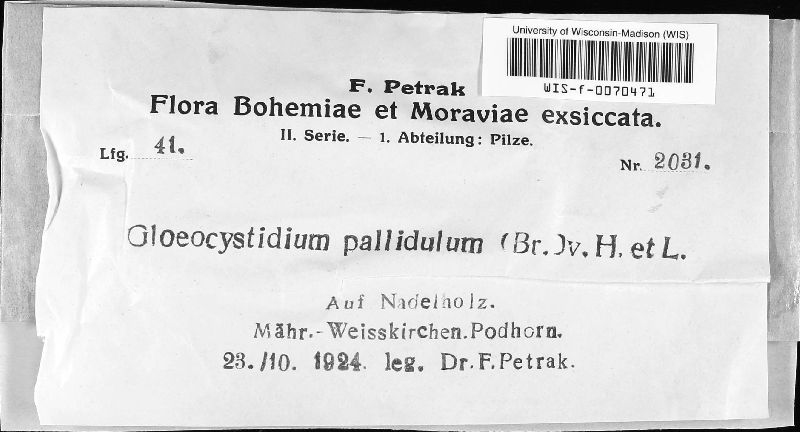 University of Wisconsin-Madison (WIS)
WIS-f-0070471
F. Petrak
Flora Bohemiae et Moraviae exsiccata.
II. Serie. — 1. Abteilung: Pilze.
Lfg. 41.
Nr. 2031.
Gloeocystidium pallidulum (Br.)v. H. et L.
Auf Nadelholz.
Mähr.-Weisskirchen.Podhorn.
23./10. 1924. leg. Dr. F. Petrak.